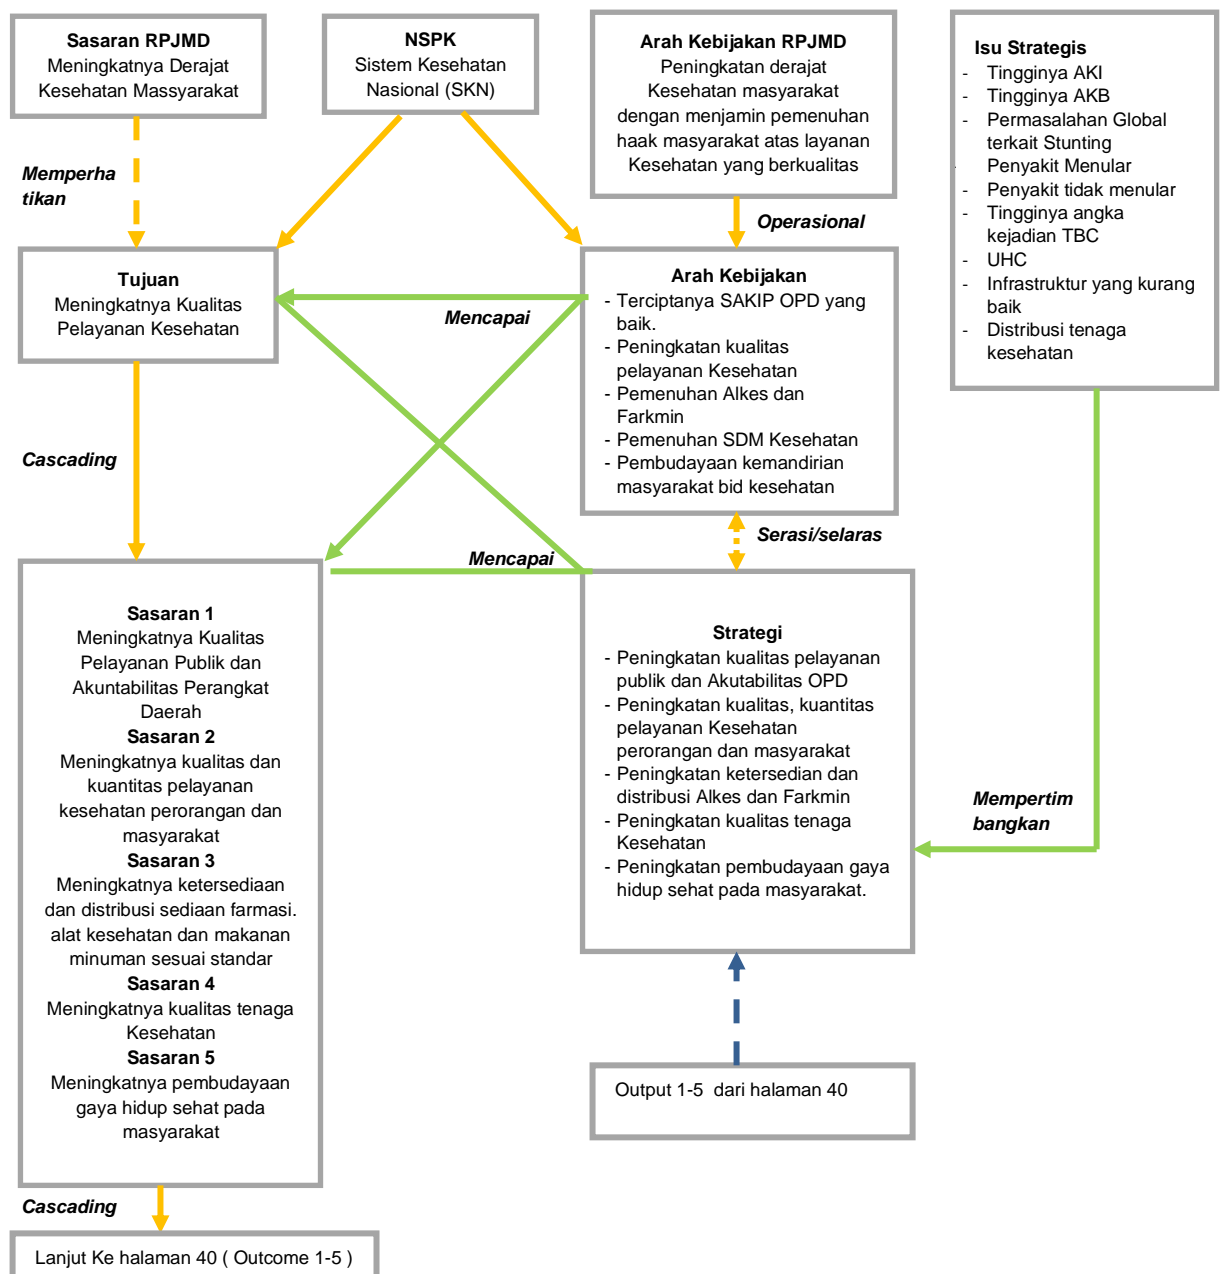 Sasaran RPJMD
Meningkatnya Derajat
Kesehatan Massyarakat
NSPK
Sistem Kesehatan
Nasional (SKN)
Arah Kebijakan RPJMD
Peningkatan derajat
Kesehatan masyarakat
dengan menjamin pemenuhan
haak masyarakat atas layanan
Kesehatan yang berkualitas
Isu Strategis
- Tingginya AKI
- Tingginya AKB
- Permasalahan Global
terkait Stunting
- Penyakit Menular
- Penyakit tidak menular
- Tingginya angka
kejadian TBC
- UHC
- Infrastruktur yang kurang
baik
- Distribusi tenaga
kesehatan
Memperha
tikan
Operasional
Tujuan
Meningkatnya Kualitas
Pelayanan Kesehatan
Mencapai
Arah Kebijakan
- Terciptanya SAKIP OPD yang
baik.
- Peningkatan kualitas
pelayanan Kesehatan
- Pemenuhan Alkes dan
Farkmin
- Pemenuhan SDM Kesehatan
- Pembudayaan kemandirian
masyarakat bid kesehatan
Cascading
Serasi/selaras
Mencapai
Sasaran 1
Meningkatnya Kualitas
Pelayanan Publik dan
Akuntabilitas Perangkat
Daerah
Sasaran 2
Meningkatnya kualitas dan
kuantitas pelayanan
kesehatan perorangan dan
masyarakat
Sasaran 3
Meningkatnya ketersediaan
dan distribusi sediaan farmasi.
alat kesehatan dan makanan
minuman sesuai standar
Sasaran 4
Meningkatnya kualitas tenaga
Kesehatan
Sasaran 5
Meningkatnya pembudayaan
gaya hidup sehat pada
masyarakat
Strategi
- Peningkatan kualitas pelayanan
publik dan Akutabilitas OPD
- Peningkatan kualitas, kuantitas
pelayanan Kesehatan
perorangan dan masyarakat
- Peningkatan ketersedian dan
distribusi Alkes dan Farkmin
- Peningkatan kualitas tenaga
Kesehatan
- Peningkatan pembudayaan gaya
hidup sehat pada masyarakat.
Mempertim
bangkan
Output 1-5 dari halaman 40
Cascading
Lanjut Ke halaman 40 ( Outcome 1-5 )